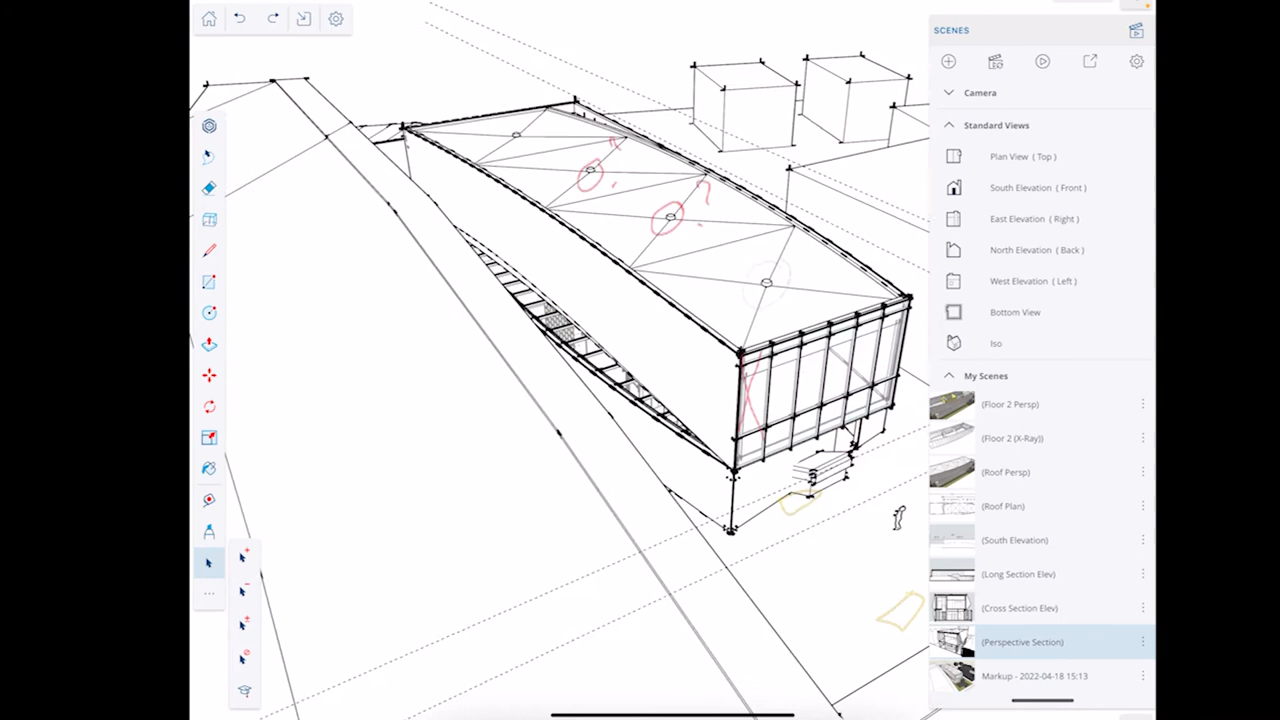 SCENES
Camera
Standard Views
Plan View ( Top )
South Elevation ( Front )
East Elevation ( Right )
North Elevation ( Back )
West Elevation ( Left )
Bottom View
Iso
My Scenes
(Floor 2 Persp)
(Floor 2 (X-Ray))
(Roof Persp)
(Roof Plan)
(South Elevation)
(Long Section Elev)
(Cross Section Elev)
(Perspective Section)
Markup - 2022-04-18 15:13
? ?